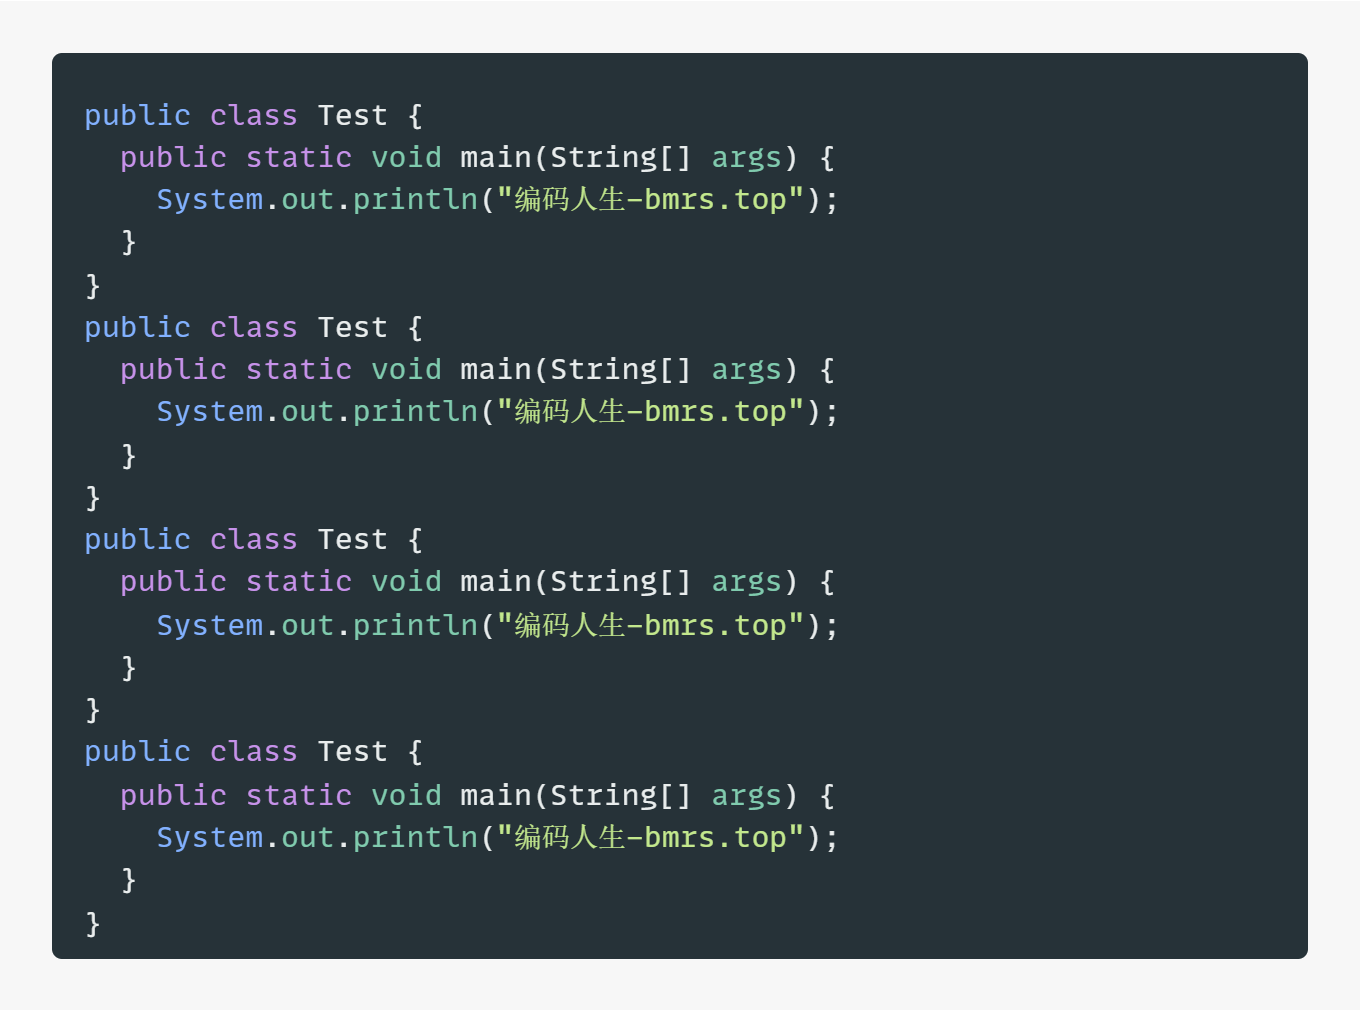 public class Test {
  public static void main(String[] args) {
    System.out.println("编码人生-bmrs.top");
  }
}
public class Test {
  public static void main(String[] args) {
    System.out.println("编码人生-bmrs.top");
  }
}
public class Test {
  public static void main(String[] args) {
    System.out.println("编码人生-bmrs.top");
  }
}
public class Test {
  public static void main(String[] args) {
    System.out.println("编码人生-bmrs.top");
  }
}